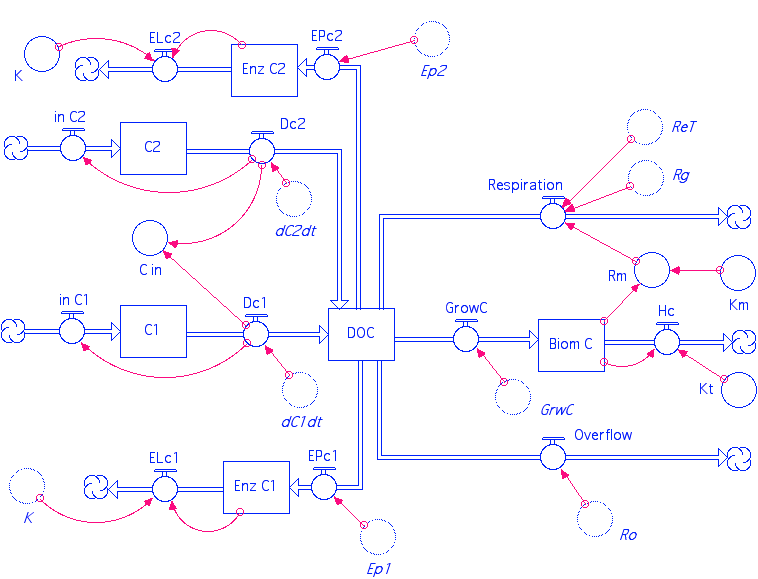 ELc2
EPc2
K
Enz C2
Ep2
in C2
Dc2
C2
ReT
Respiration
Rg
dC2dt
C in
Rm
Km
in C1
Dc1
GrowC
Hc
C1
DOC
Biom C
Kt
dC1dt
GrwC
Overflow
ELc1
EPc1
Enz C1
K
Ro
Ep1